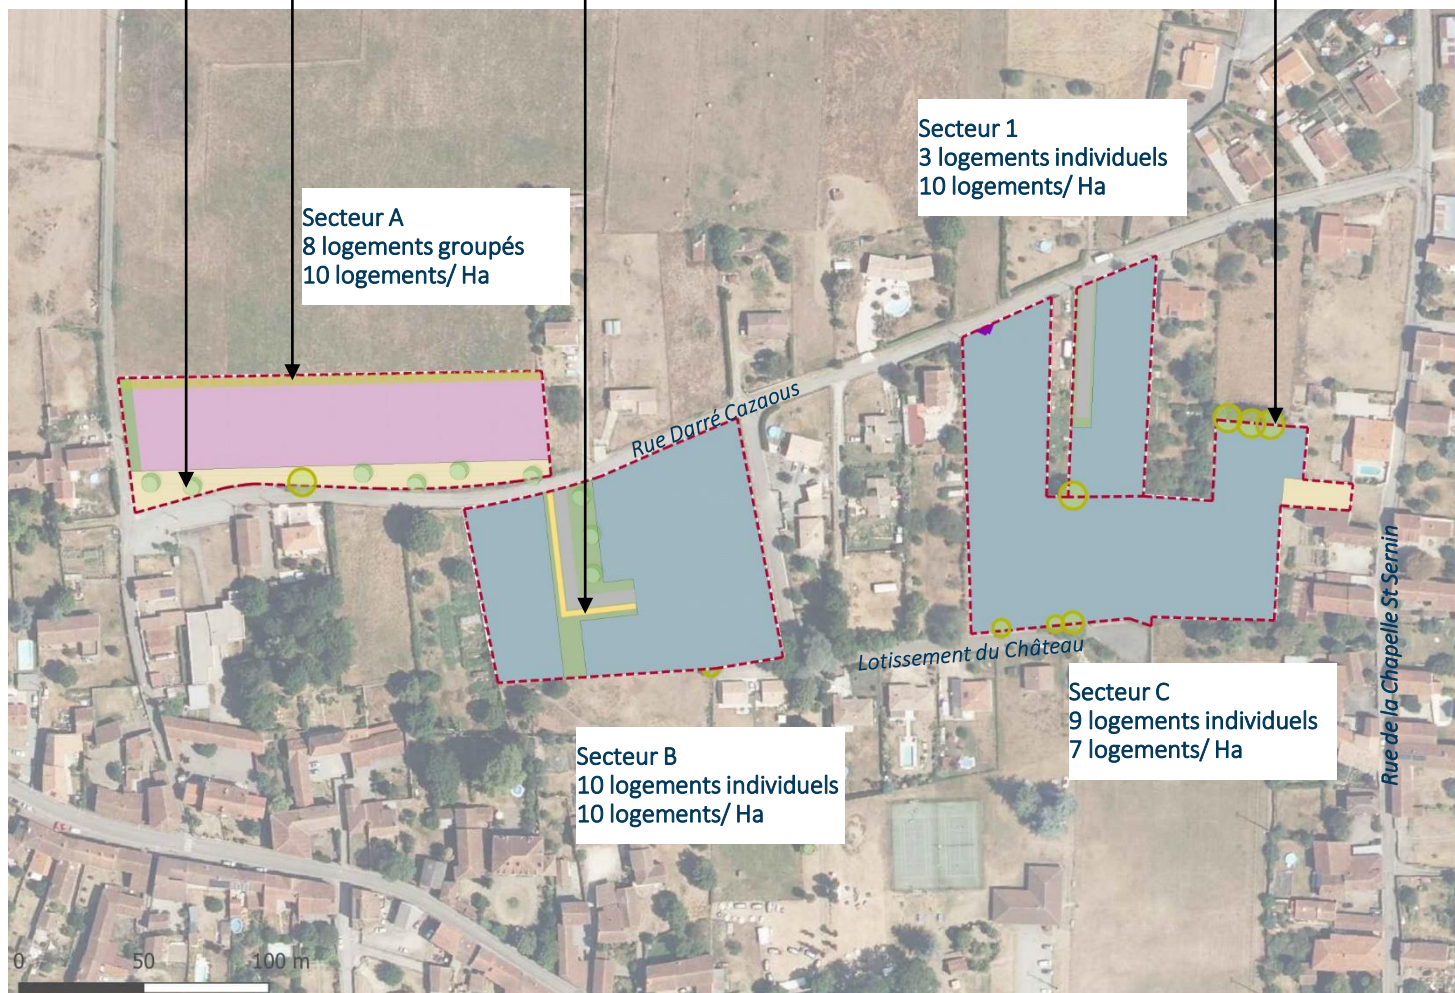 Secteur 1
3 logements individuels
10 logements/ Ha
Secteur A
8 logements groupés
10 logements/ Ha
Rue Darré Cazaous
Lotissement du Château
Rue de la Chapelle St Sernin
Secteur C
9 logements individuels
7 logements/ Ha
Secteur B
10 logements individuels
10 logements/ Ha
0 50 100 m